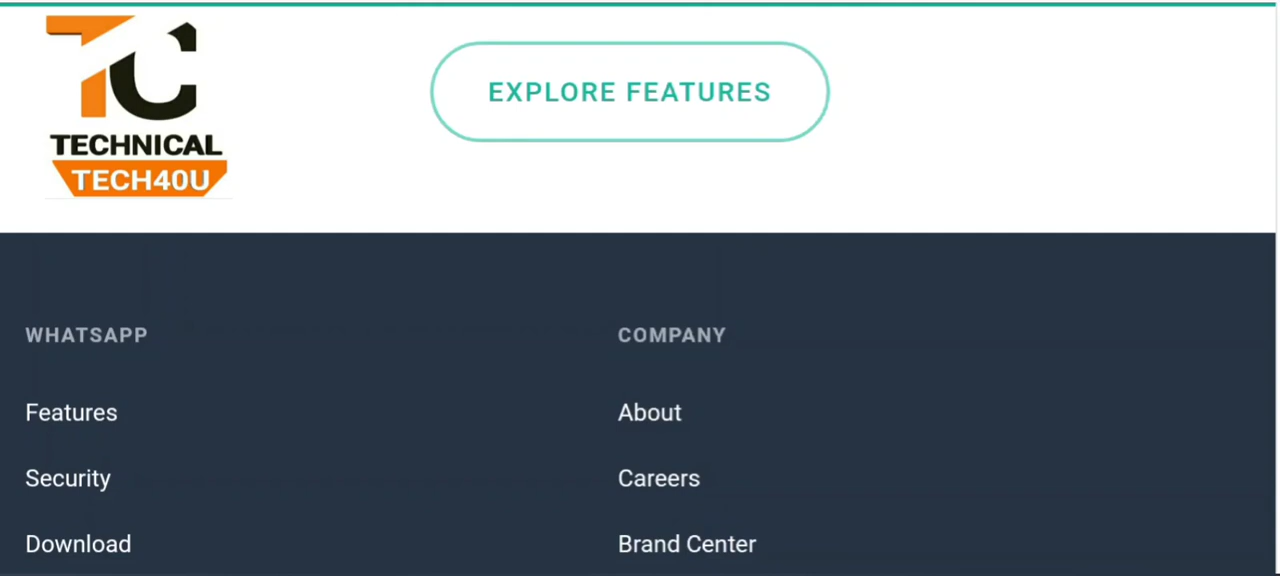 TC
TECHNICAL
TECH40U
EXPLORE FEATURES
WHATSAPP
Features
Security
Download
COMPANY
About
Careers
Brand Center